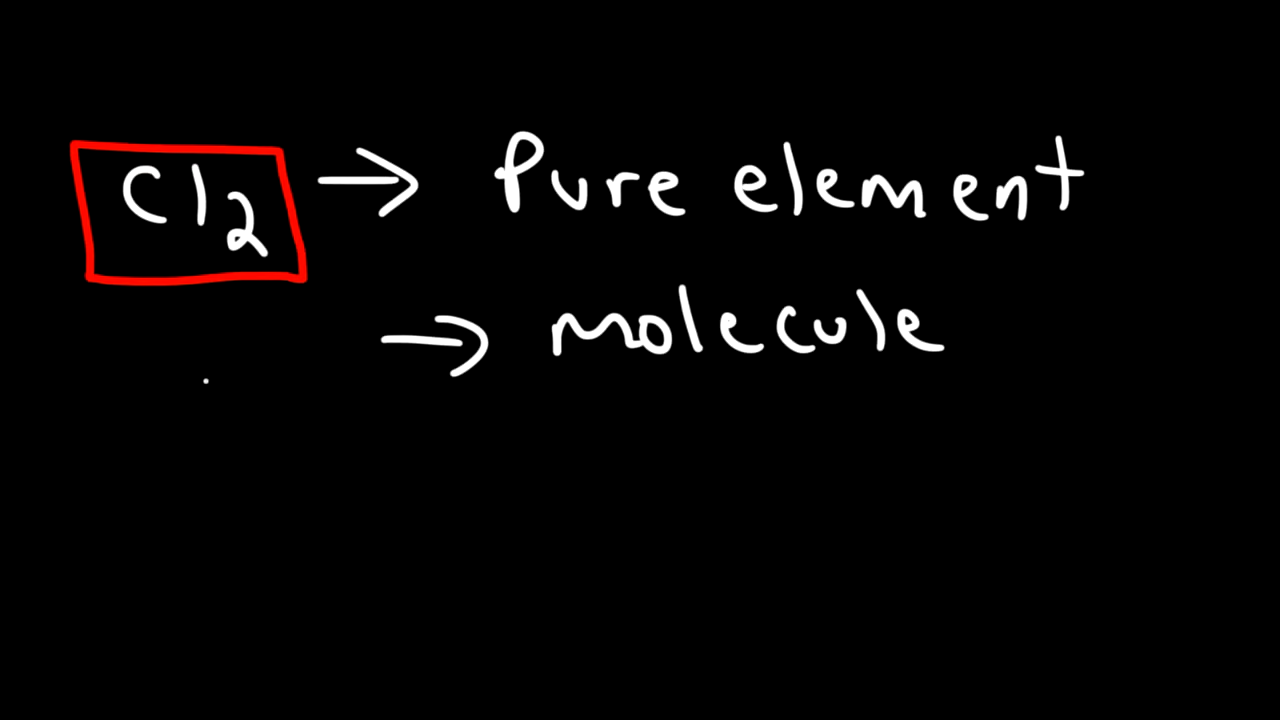 Cl₂ → Pure element
→ molecule